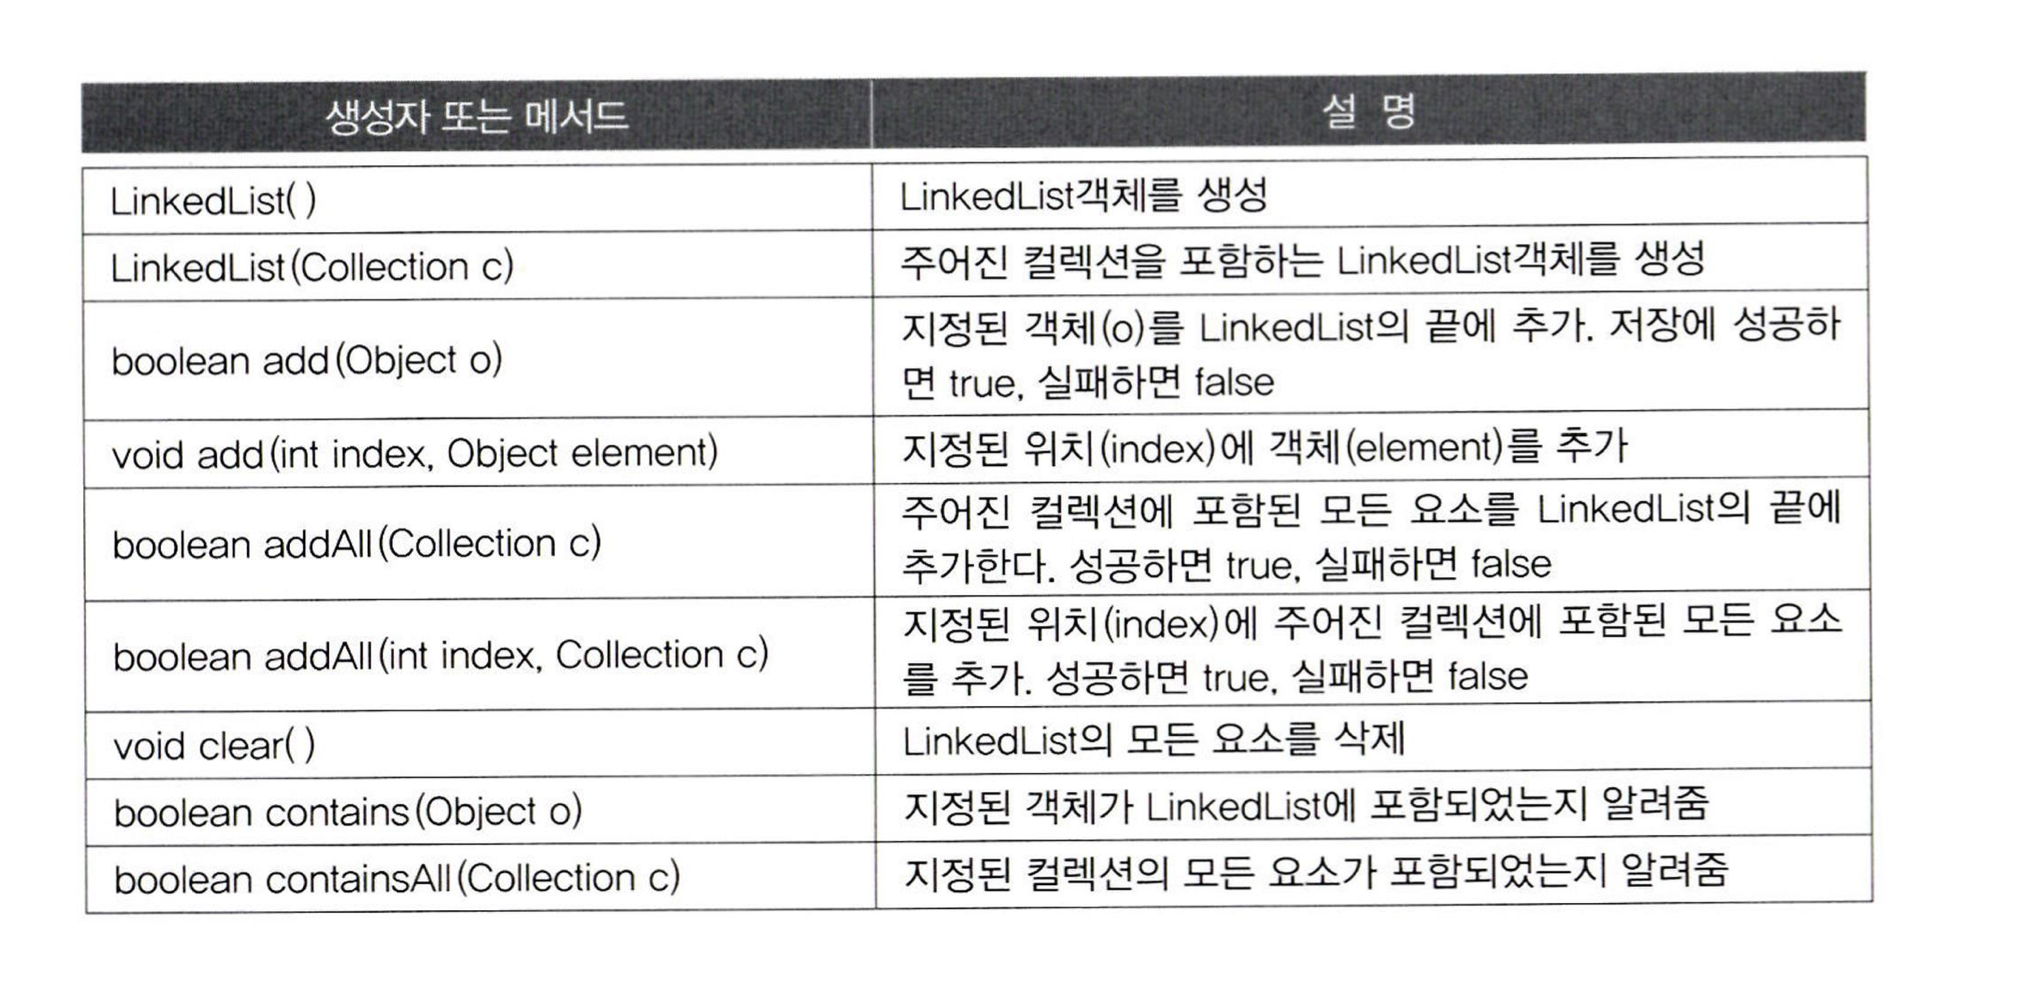 생성자 또는 메서드 설 명
LinkedList( ) LinkedList객체를 생성
LinkedList(Collection c) 주어진 컬렉션을 포함하는 LinkedList객체를 생성
boolean add(Object o) 지정된 객체(o)를 LinkedList의 끝에 추가. 저장에 성공하
면 true, 실패하면 false
void add(int index, Object element) 지정된 위치(index)에 객체(element)를 추가
boolean addAll(Collection c) 주어진 컬렉션에 포함된 모든 요소를 LinkedList의 끝에
추가한다. 성공하면 true, 실패하면 false
boolean addAll(int index, Collection c) 지정된 위치(index)에 주어진 컬렉션에 포함된 모든 요소
를 추가. 성공하면 true, 실패하면 false
void clear( ) LinkedList의 모든 요소를 삭제
boolean contains(Object o) 지정된 객체가 LinkedList에 포함되었는지 알려줌
boolean containsAll(Collection c) 지정된 컬렉션의 모든 요소가 포함되었는지 알려줌